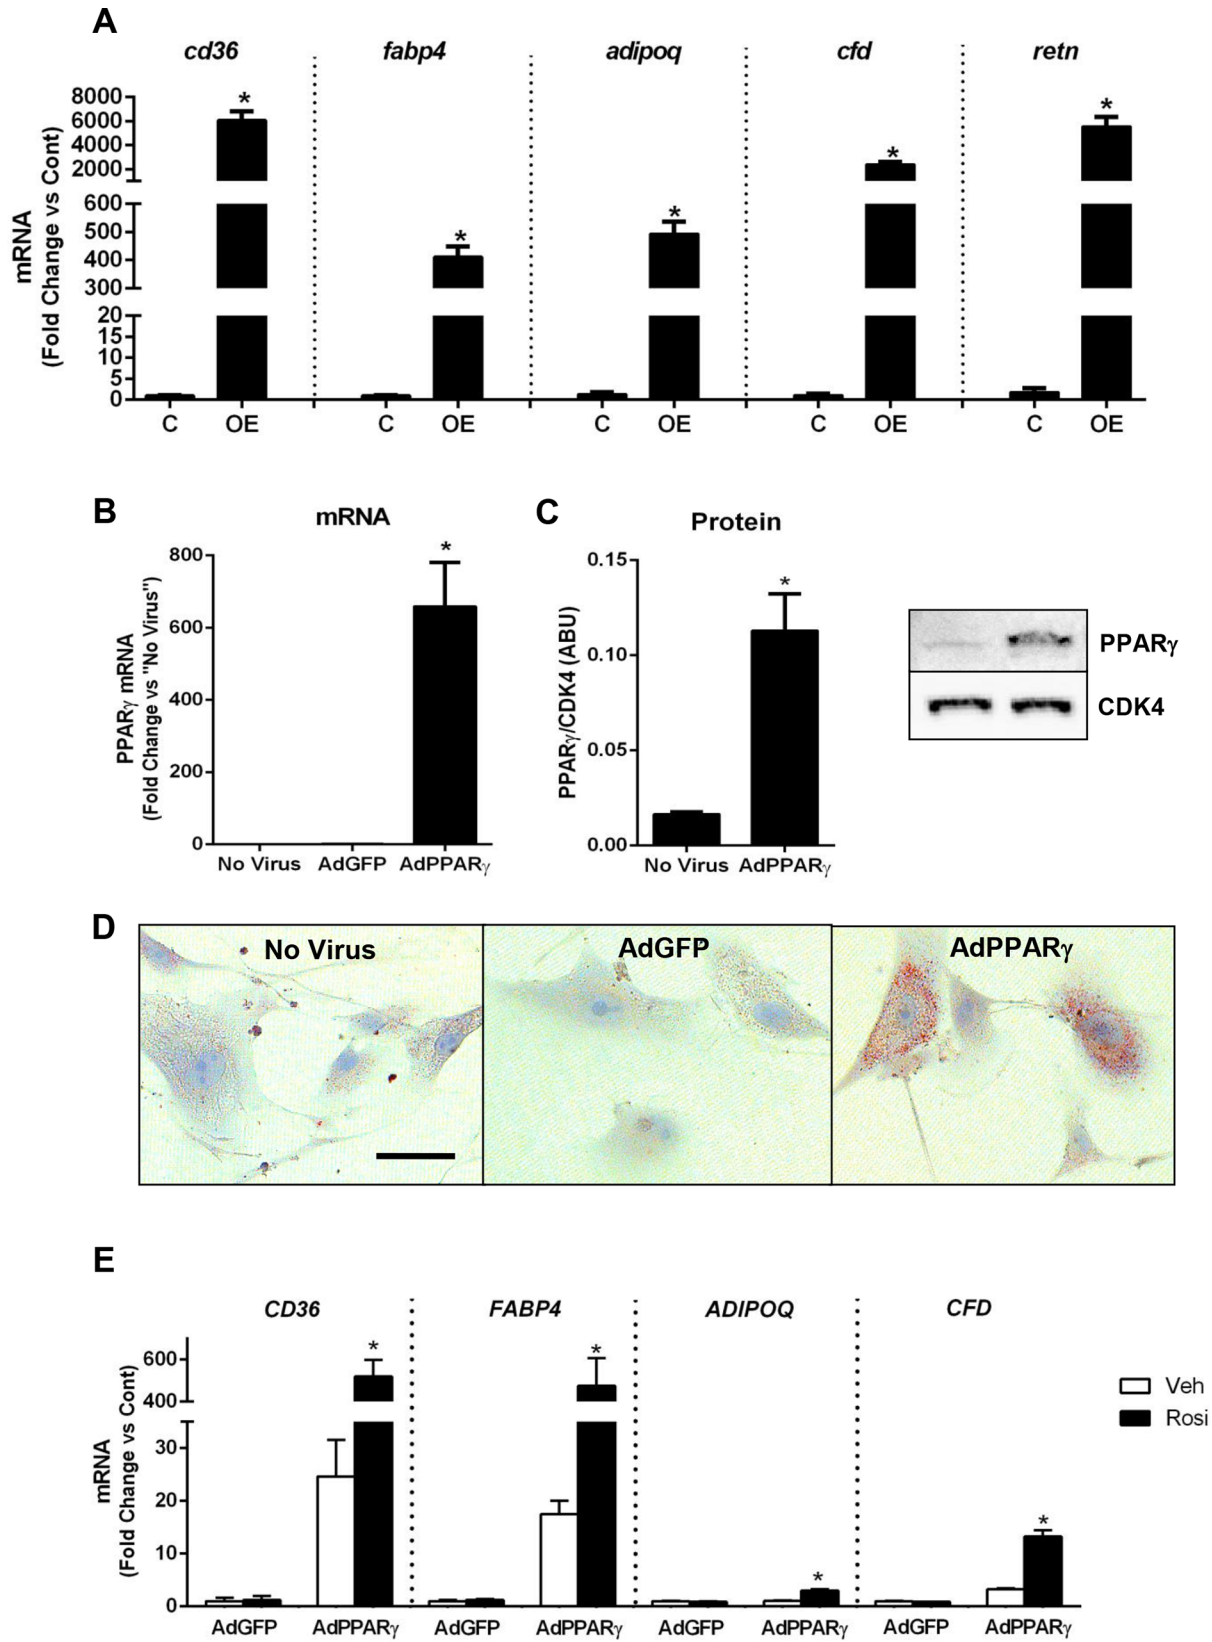 A
cd36 fabp4 adipoq cfd retn
mRNA
(Fold Change vs Cont)
8000
6000
4000
2000
600
500
400
300
20
15
10
5
0
* * * * *
C OE C OE C OE C OE C OE
B
mRNA
PPARγ mRNA
(Fold Change vs "No Virus")
800
600
400
200
0
*
No Virus AdGFP AdPPARγ
C
Protein
PPARγ/CDK4 (ABU)
0.15
0.10
0.05
0.00
*
No Virus AdPPARγ
PPARγ
CDK4
D
No Virus AdGFP AdPPARγ
E
CD36 FABP4 ADIPOQ CFD
mRNA
(Fold Change vs Cont)
600
400
30
20
10
0
* * * *
AdGFP AdPPARγ AdGFP AdPPARγ AdGFP AdPPARγ AdGFP AdPPARγ
Veh
Rosi